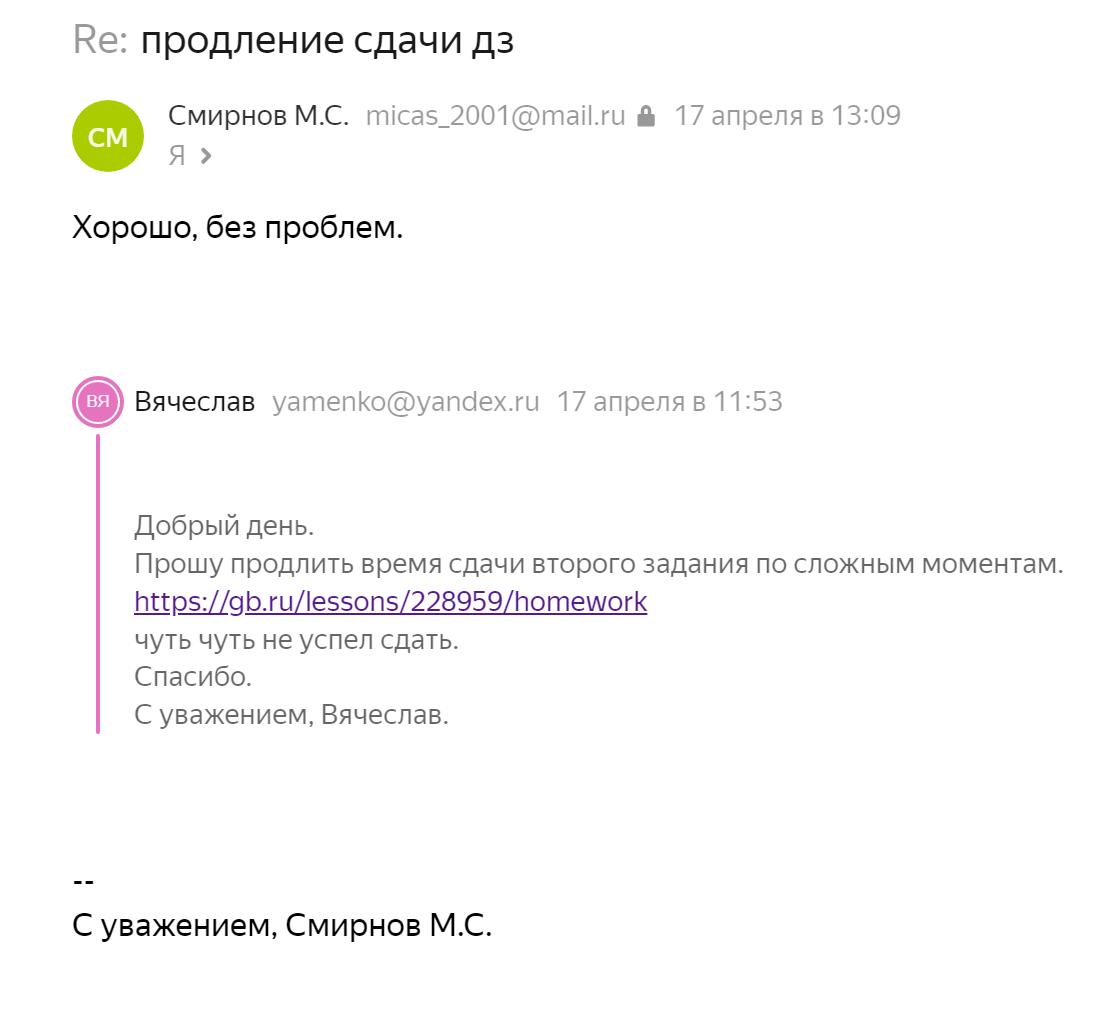 Re: продление сдачи дз
СМ
Смирнов М.С. micas_2001@mail.ru 17 апреля в 13:09
Я
Хорошо, без проблем.
ВЯ
Вячеслав yamenko@yandex.ru 17 апреля в 11:53
Добрый день.
Прошу продлить время сдачи второго задания по сложным моментам.
https://gb.ru/lessons/228959/homework
чуть чуть не успел сдать.
Спасибо.
С уважением, Вячеслав.
--
С уважением, Смирнов М.С.